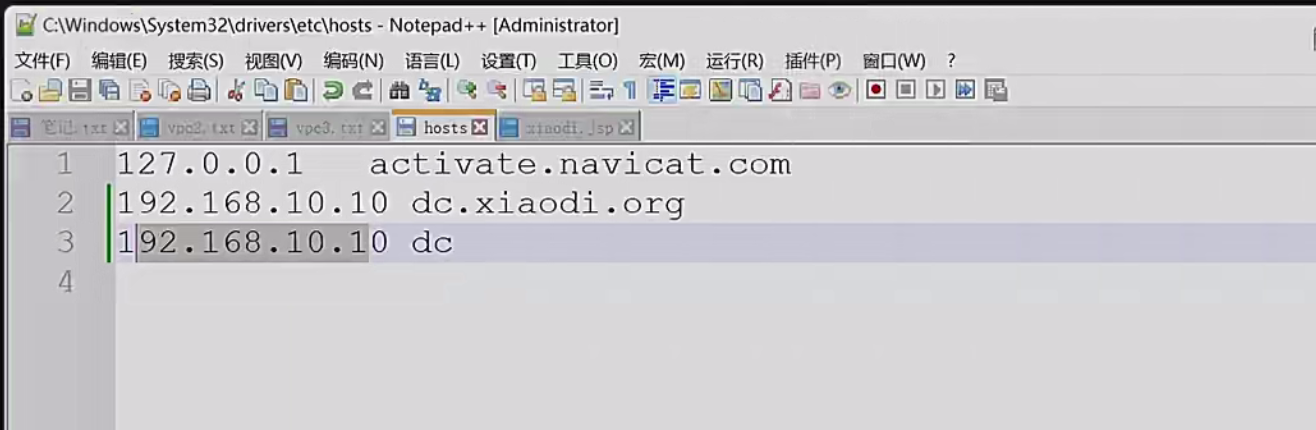 C:\Windows\System32\drivers\etc\hosts - Notepad++ [Administrator]
文件(F) 编辑(E) 搜索(S) 视图(V) 编码(N) 语言(L) 设置(T) 工具(O) 宏(M) 运行(R) 插件(P) 窗口(W) ?
笔记.txt vpc2.txt vpc3.txt hosts xiaodi.jsp
1 127.0.0.1 activate.navicat.com
2 192.168.10.10 dc.xiaodi.org
3 192.168.10.10 dc
4